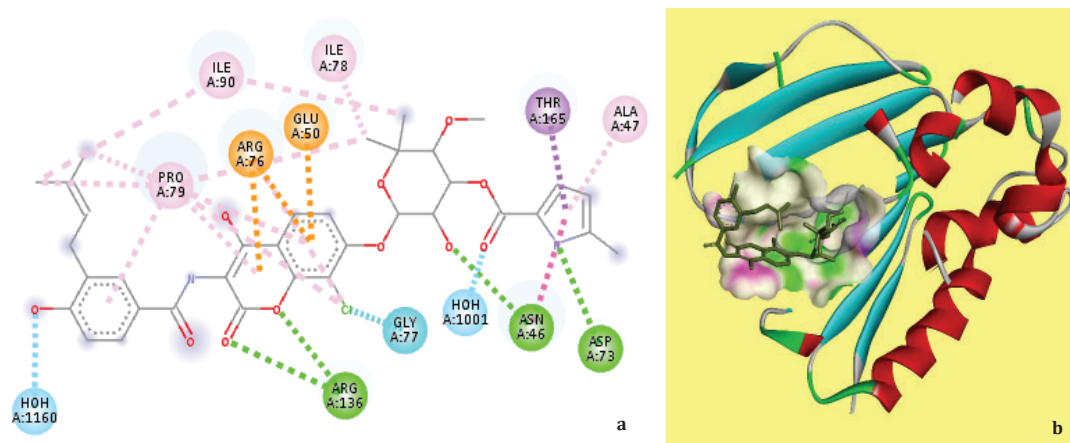 ILE
A:78
ILE
A:90
GLU
A:50
THR
A:165
ALA
A:47
ARG
A:76
PRO
A:79
O
O
O
O
O
O
O
O
N
O
N
O
O
O
Cl
HOH
A:1001
GLY
A:77
ASN
A:46
ASP
A:73
ARG
A:136
HOH
A:1160
a
b